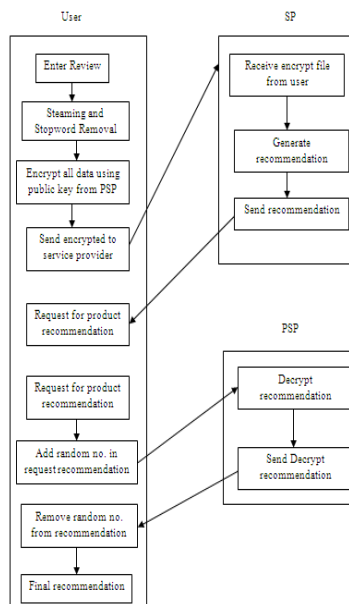 User
Enter Review
Steaming and
Stopword Removal
Encrypt all data using
public key from PSP
Send encrypted to
service provider
Request for product
recommendation
Request for product
recommendation
Add random no. in
request recommendation
Remove random no.
from recommendation
Final recommendation
SP
Receive encrypt file
from user
Generate
recommendation
Send recommendation
PSP
Decrypt
recommendation
Send Decrypt
recommendation